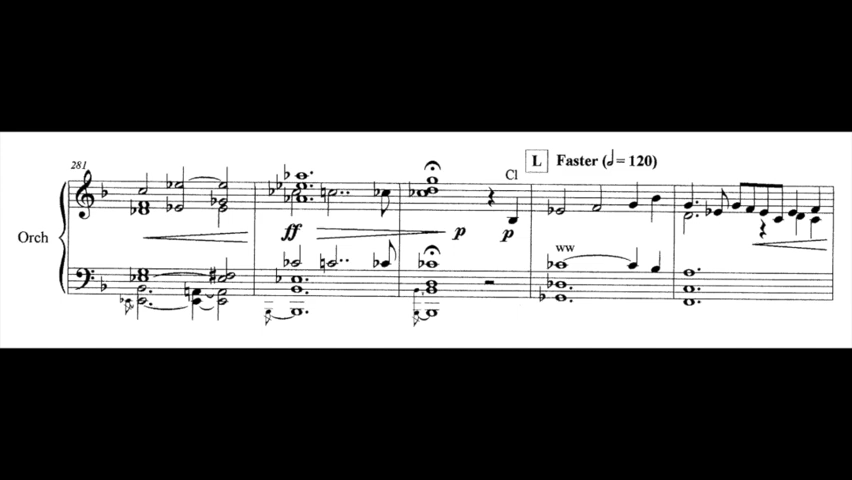 281
Cl
L Faster (𝅗𝅥 = 120)
Orch
ff p p
ww